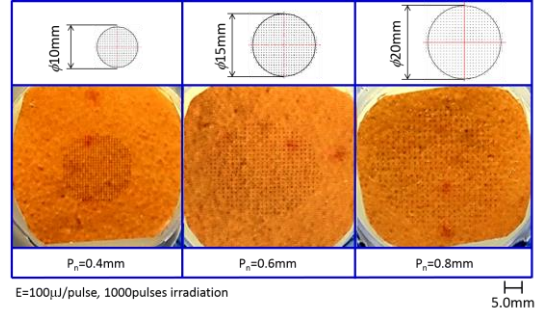 ϕ10mm
ϕ15mm
ϕ20mm
Pn=0.4mm
Pn=0.6mm
Pn=0.8mm
E=100μJ/pulse, 1000pulses irradiation
5.0mm